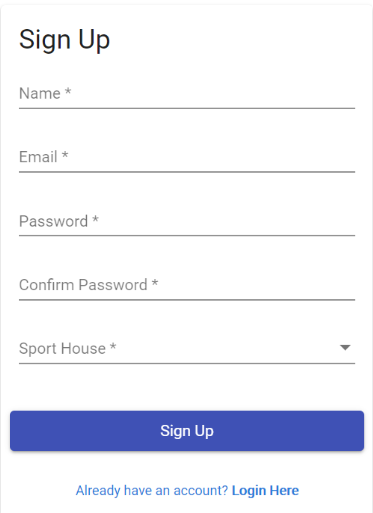 Sign Up
Name *
Email *
Password *
Confirm Password *
Sport House *
Sign Up
Already have an account? Login Here